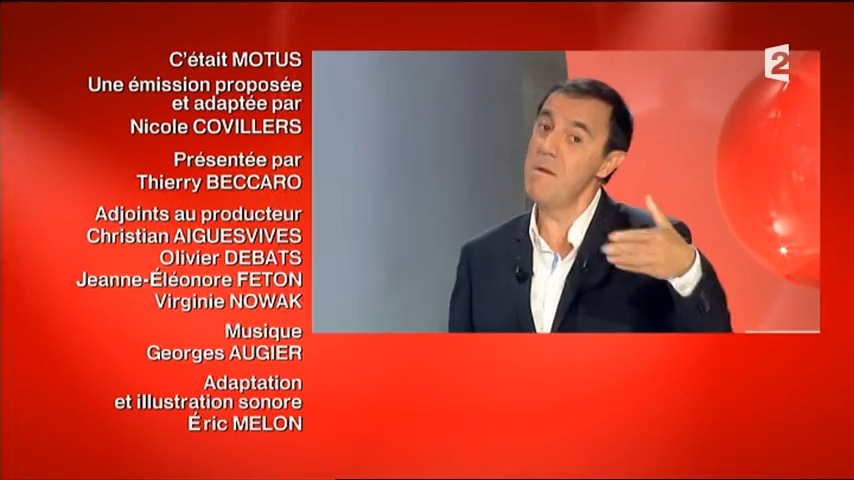 C'était MOTUS
Une émission proposée
et adaptée par
Nicole COVILLERS
Présentée par
Thierry BECCARO
Adjoints au producteur
Christian AIGUESVIVES
Olivier DEBATS
Jeanne-Éléonore FETON
Virginie NOWAK
Musique
Georges AUGIER
Adaptation
et illustration sonore
Éric MELON
2